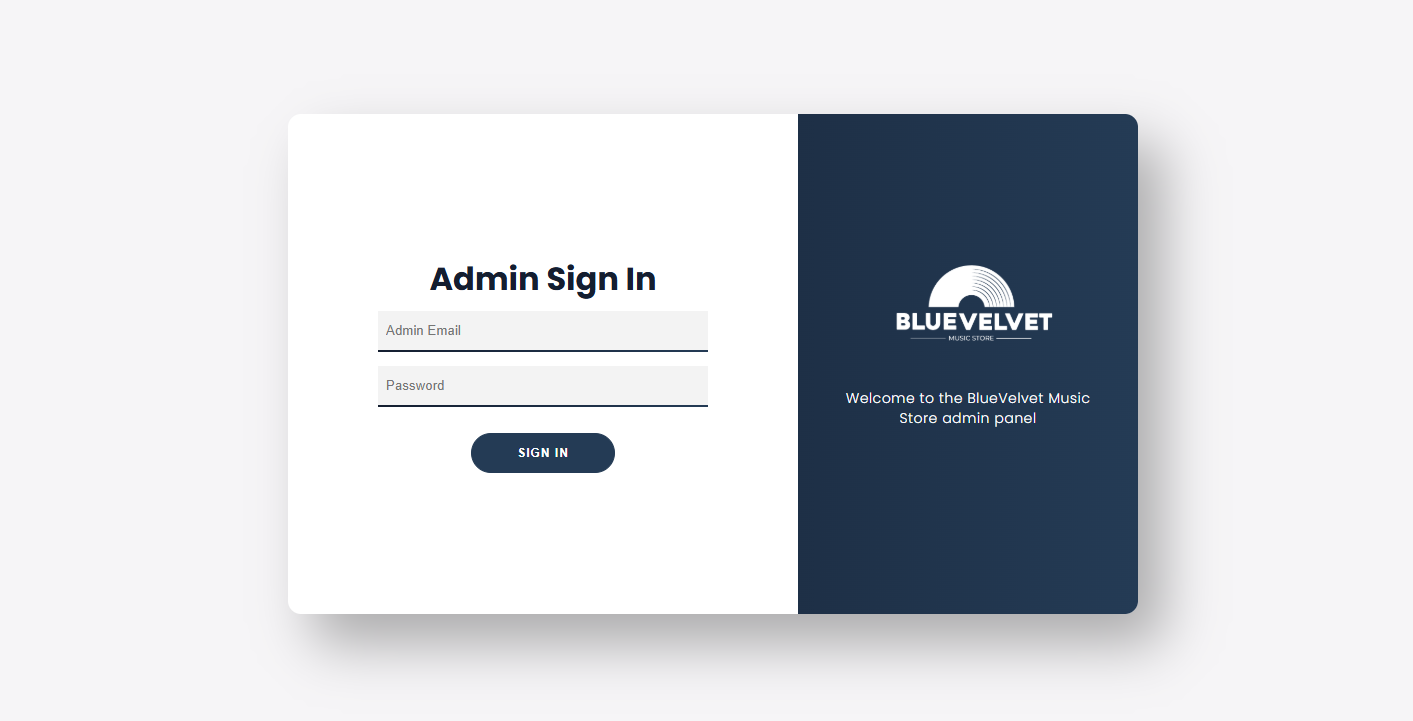 Admin Sign In
Admin Email
Password
SIGN IN
BLUEVELVET
MUSIC STORE
Welcome to the BlueVelvet Music
Store admin panel